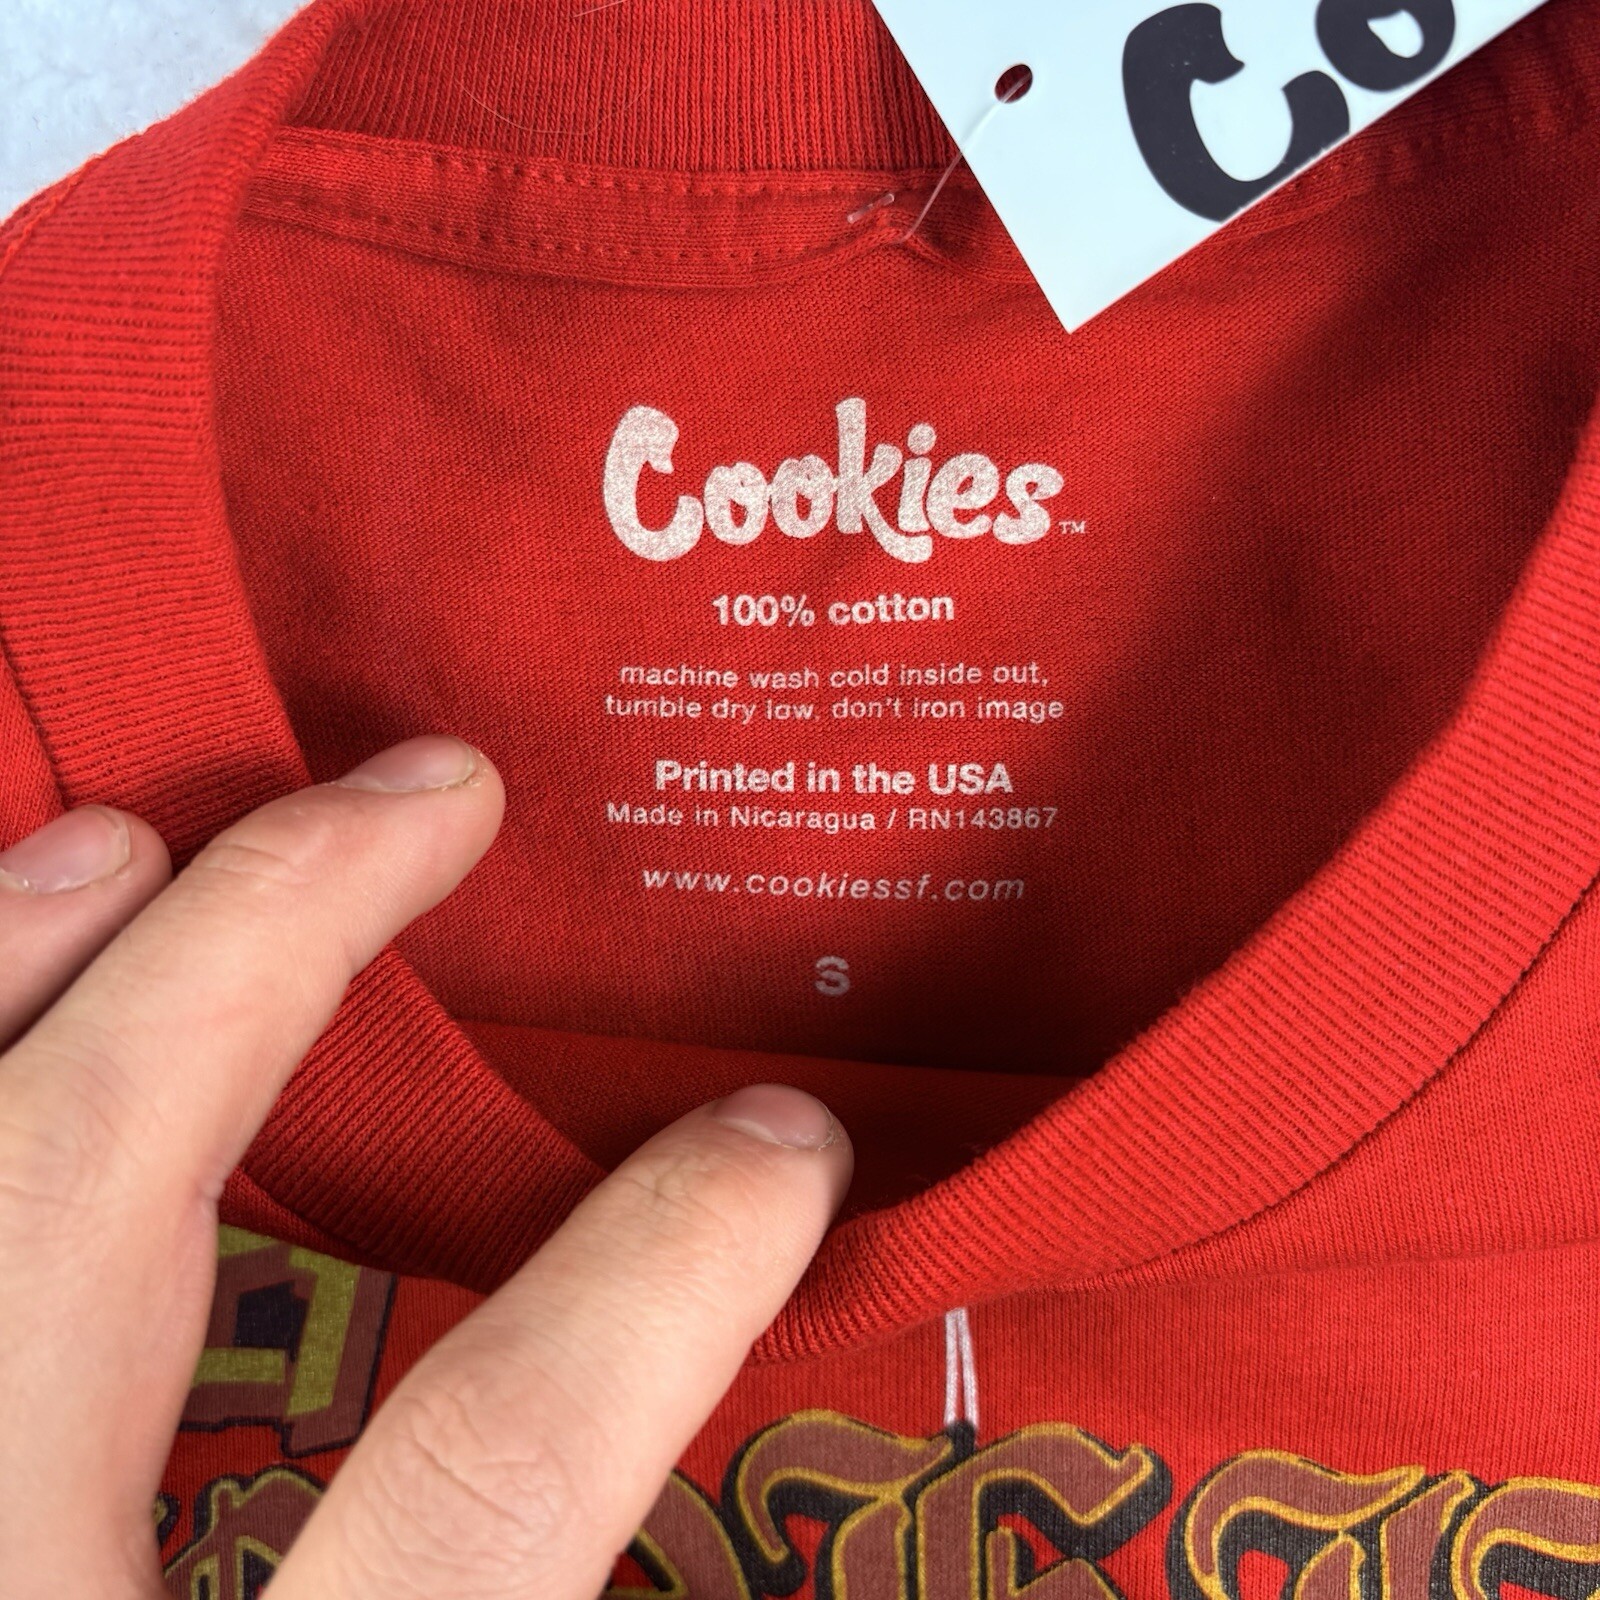 Co
Cookies™
100% cotton
machine wash cold inside out,
tumble dry low, don't iron image
Printed in the USA
Made in Nicaragua / RN143867
www.cookiessf.com
S